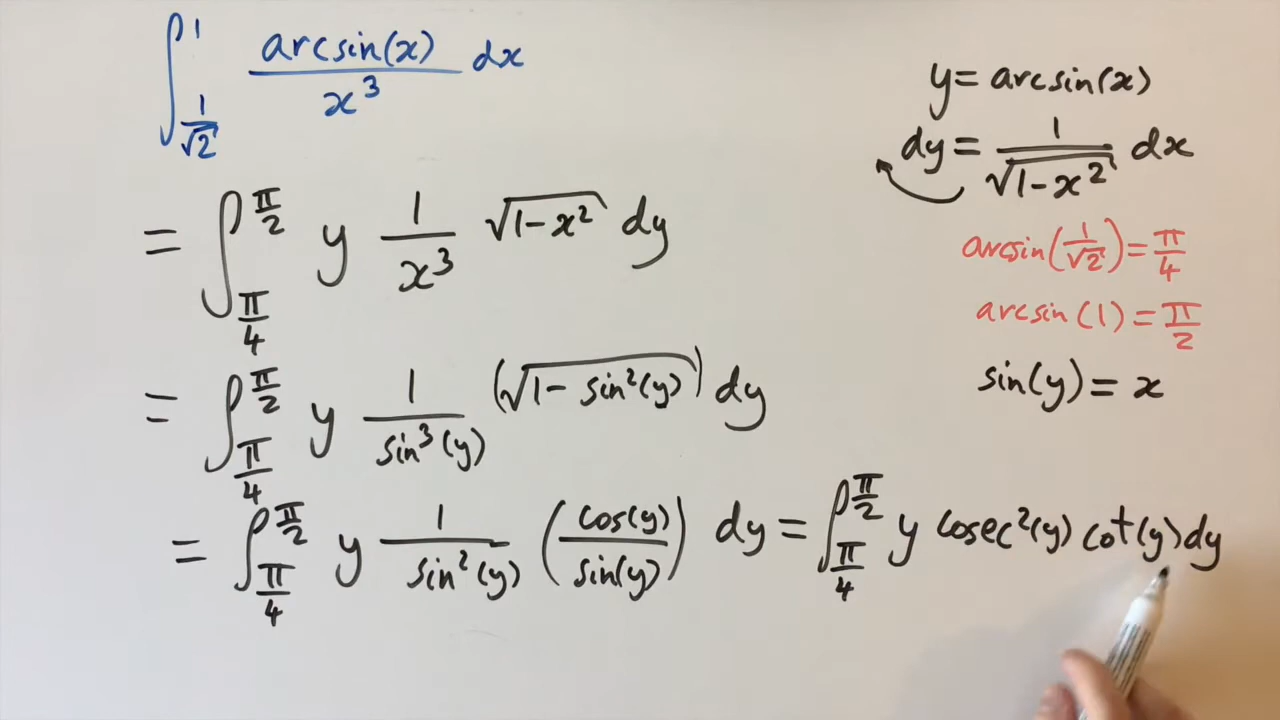 ∫_{1/√2}^{1} arcsin(x)/x³ dx
= ∫_{π/4}^{π/2} y 1/x³ √(1-x²) dy
= ∫_{π/4}^{π/2} y 1/sin³(y) (√(1-sin²(y))) dy
= ∫_{π/4}^{π/2} y 1/sin²(y) (cos(y)/sin(y)) dy = ∫_{π/4}^{π/2} y cosec²(y) cot(y) dy
y = arcsin(x)
dy = 1/√(1-x²) dx
arcsin(1/√2) = π/4
arcsin(1) = π/2
sin(y) = x